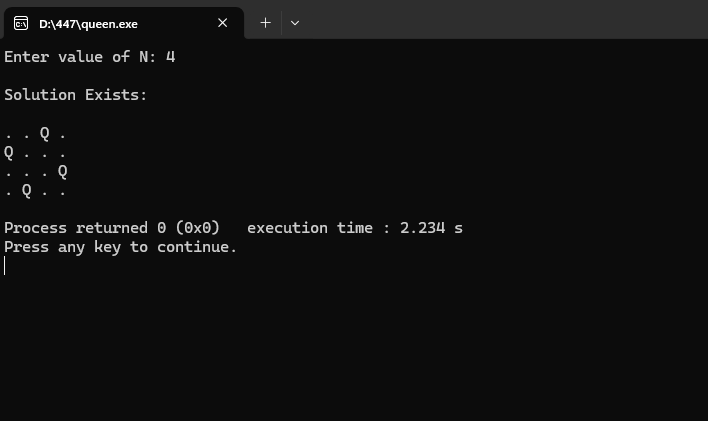 D:\447\queen.exe
Enter value of N: 4
Solution Exists:
. . Q .
Q . . .
. . . Q
. Q . .
Process returned 0 (0x0)   execution time : 2.234 s
Press any key to continue.